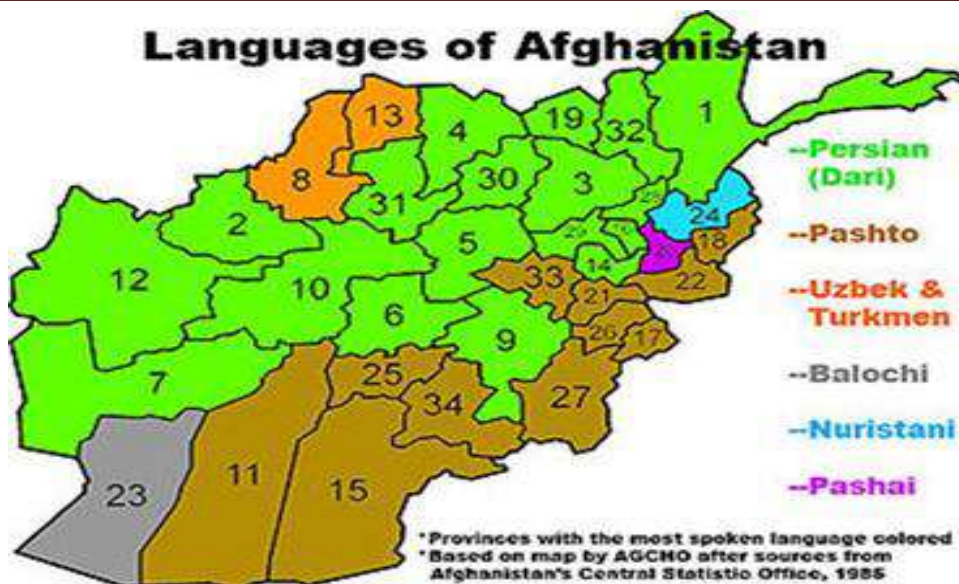 Languages of Afghanistan
13
4
19
32
1
8
31
30
3
29
2
5
24
18
12
10
33
14
22
6
21
9
26
17
7
25
34
27
23
11
15
--Persian
(Dari)
--Pashto
--Uzbek &
Turkmen
--Balochi
--Nuristani
--Pashai
*Provinces with the most spoken language colored
*Based on map by AGCHO after sources from
Afghanistan's Central Statistio Office, 1985